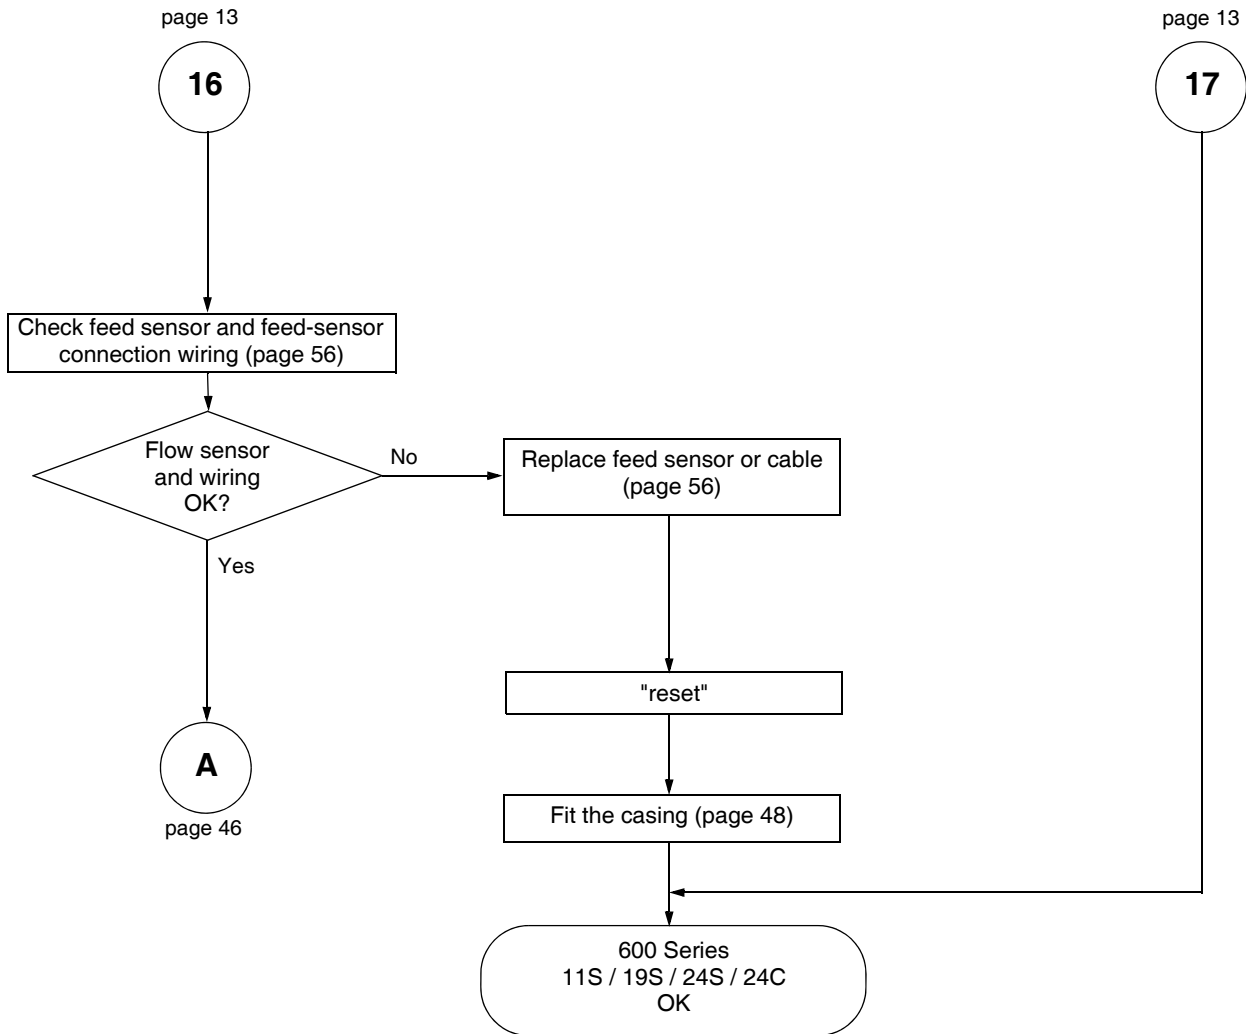 page 13
page 13
16
17
Check feed sensor and feed-sensor
connection wiring (page 56)
Flow sensor
and wiring
OK?
No
Replace feed sensor or cable
(page 56)
Yes
"reset"
A
page 46
Fit the casing (page 48)
600 Series
11S / 19S / 24S / 24C
OK